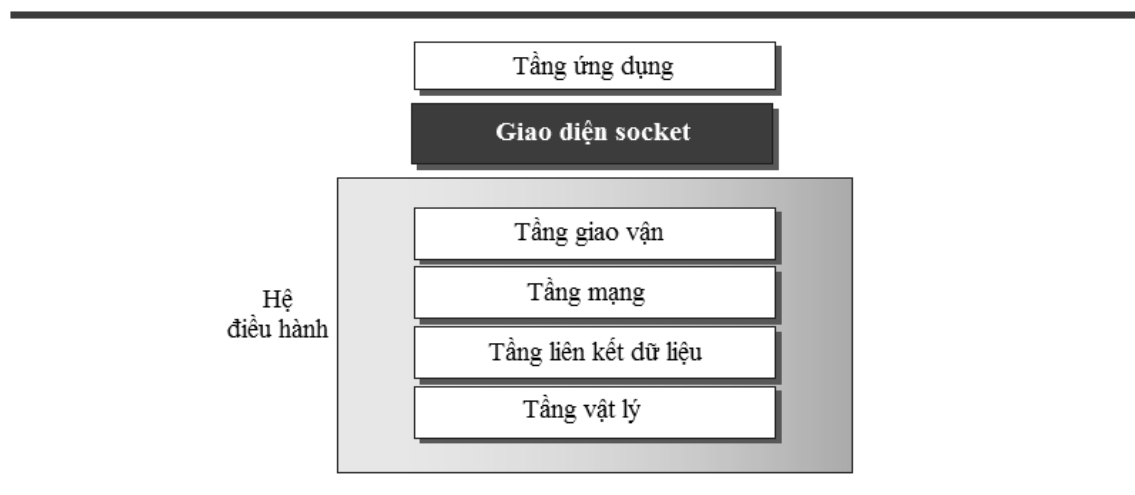 Tầng ứng dụng
Giao diện socket
Tầng giao vận
Tầng mạng
Hệ
điều hành
Tầng liên kết dữ liệu
Tầng vật lý